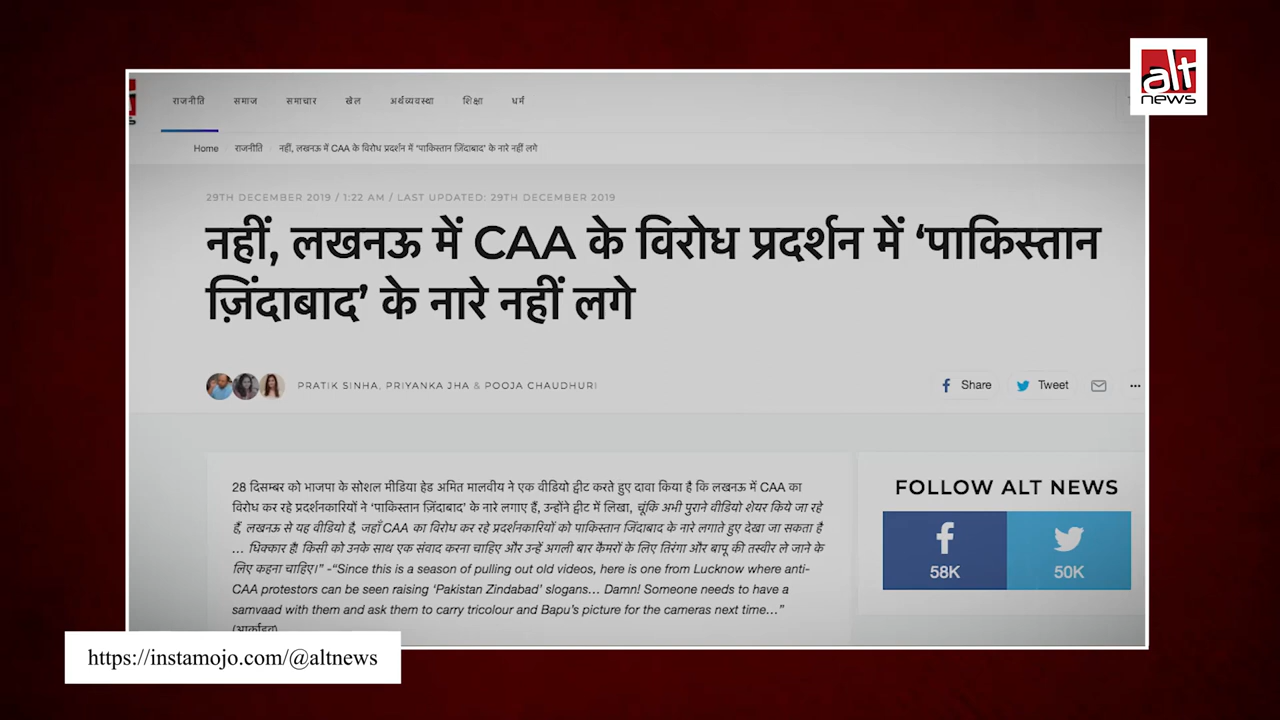 alt
news
राजनीति समाज समाचार खेल अर्थव्यवस्था शिक्षा धर्म
Home / राजनीति / नहीं, लखनऊ में CAA के विरोध प्रदर्शन में 'पाकिस्तान ज़िंदाबाद' के नारे नहीं लगे
29TH DECEMBER 2019 / 1:22 AM / LAST UPDATED: 29TH DECEMBER 2019
नहीं, लखनऊ में CAA के विरोध प्रदर्शन में ‘पाकिस्तान
ज़िंदाबाद’ के नारे नहीं लगे
PRATIK SINHA, PRIYANKA JHA & POOJA CHAUDHURI
Share Tweet
28 दिसम्बर को भाजपा के सोशल मीडिया हेड अमित मालवीय ने एक वीडियो ट्वीट करते हुए दावा किया है कि लखनऊ में CAA का
विरोध कर रहे प्रदर्शनकारियों ने ‘पाकिस्तान ज़िंदाबाद’ के नारे लगाए हैं, उन्होंने ट्वीट में लिखा, चूंकि अभी पुराने वीडियो शेयर किये जा रहे
हैं, लखनऊ से यह वीडियो है, जहाँ CAA का विरोध कर रहे प्रदर्शनकारियों को पाकिस्तान जिंदाबाद के नारे लगाते हुए देखा जा सकता है
… धिक्कार है! किसी को उनके साथ एक संवाद करना चाहिए और उन्हें अगली बार कैमरों के लिए तिरंगा और बापू की तस्वीर ले जाने के
लिए कहना चाहिए!” -“Since this is a season of pulling out old videos, here is one from Lucknow where anti-
CAA protestors can be seen raising ‘Pakistan Zindabad’ slogans… Damn! Someone needs to have a
samvaad with them and ask them to carry tricolour and Bapu’s picture for the cameras next time…”
(आर्काइव)
FOLLOW ALT NEWS
58K 50K
https://instamojo.com/@altnews